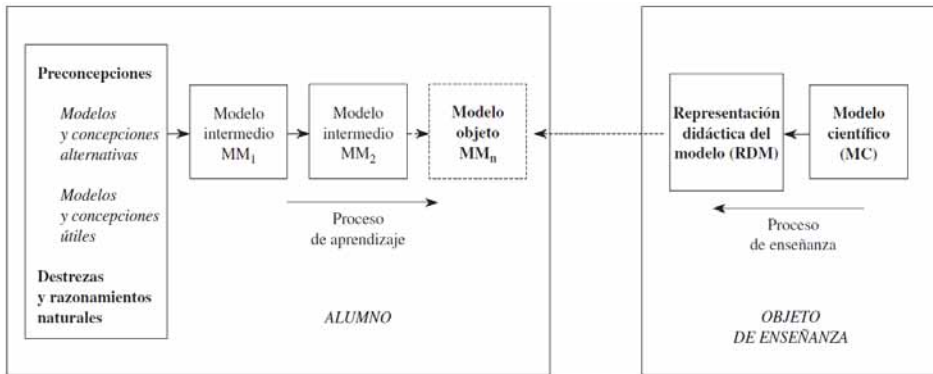 Preconcepciones
Modelos
y concepciones
alternativas
Modelos
y concepciones
útiles
Destrezas
y razonamientos
naturales
Modelo
intermedio
MM₁
Modelo
intermedio
MM₂
Modelo
objeto
MMₙ
Proceso
de aprendizaje
ALUMNO
Representación
didáctica del
modelo (RDM)
Modelo
científico
(MC)
Proceso
de enseñanza
OBJETO
DE ENSEÑANZA